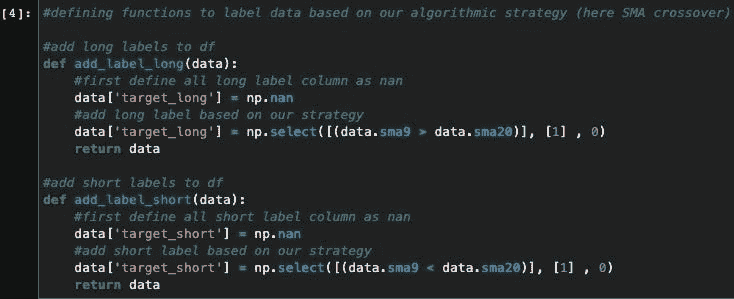 [4]: #defining functions to label data based on our algorithmic strategy (here SMA crossover)
#add long labels to df
def add_label_long(data):
#first define all long label column as nan
data['target_long'] = np.nan
#add long label based on our strategy
data['target_long'] = np.select([(data.sma9 > data.sma20)], [1] , 0)
return data
#add short labels to df
def add_label_short(data):
#first define all short label column as nan
data['target_short'] = np.nan
#add short label based on our strategy
data['target_short'] = np.select([(data.sma9 < data.sma20)], [1] , 0)
return data